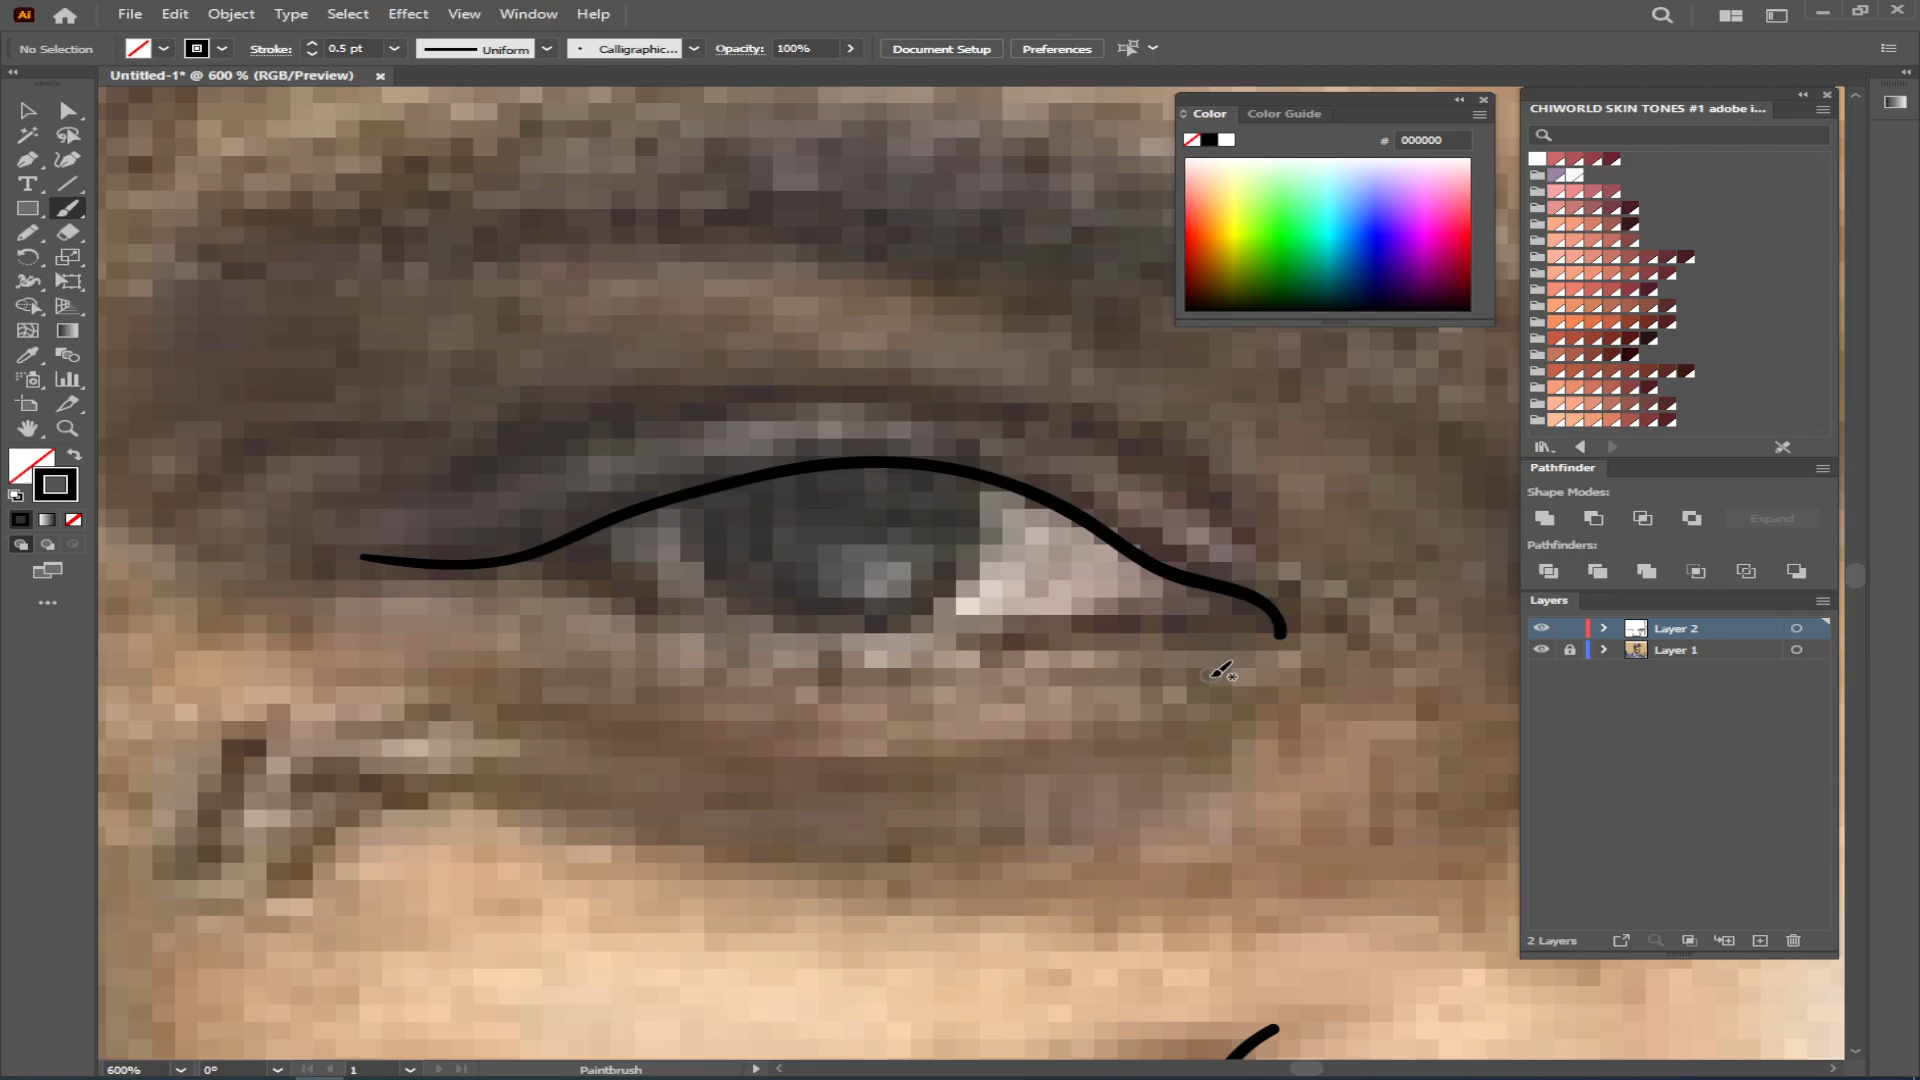 Ai File Edit Object Type Select Effect View Window Help
No Selection Stroke: 0.5 pt Uniform Calligraphic... Opacity: 100% Document Setup Preferences
Untitled-1* @ 600 % (RGB/Preview)
Color Color Guide
# 000000
CHIWORLD SKIN TONES #1 adobe i...
Pathfinder
Shape Modes:
Expand
Pathfinders:
Layers
Layer 2
Layer 1
2 Layers
600% 0° 1 Paintbrush